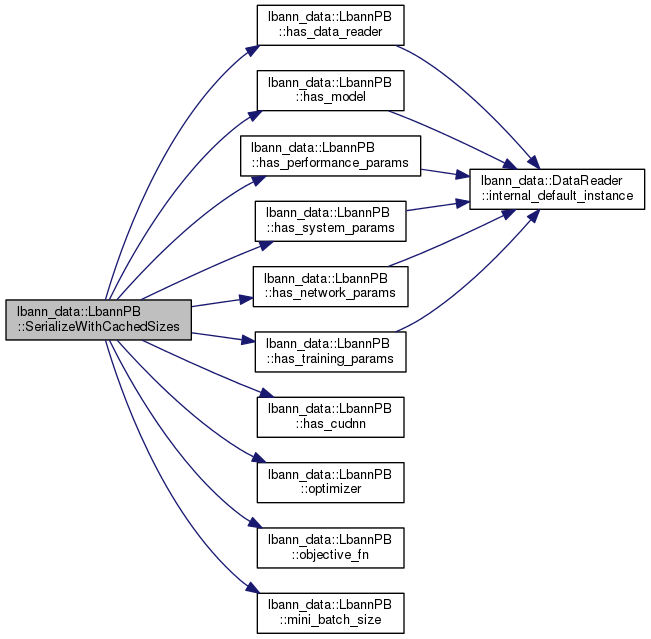 lbann_data::LbannPB
::SerializeWithCachedSizes
lbann_data::LbannPB
::has_data_reader
lbann_data::LbannPB
::has_model
lbann_data::LbannPB
::has_performance_params
lbann_data::LbannPB
::has_system_params
lbann_data::LbannPB
::has_network_params
lbann_data::LbannPB
::has_training_params
lbann_data::LbannPB
::has_cudnn
lbann_data::LbannPB
::optimizer
lbann_data::LbannPB
::objective_fn
lbann_data::LbannPB
::mini_batch_size
lbann_data::DataReader
::internal_default_instance